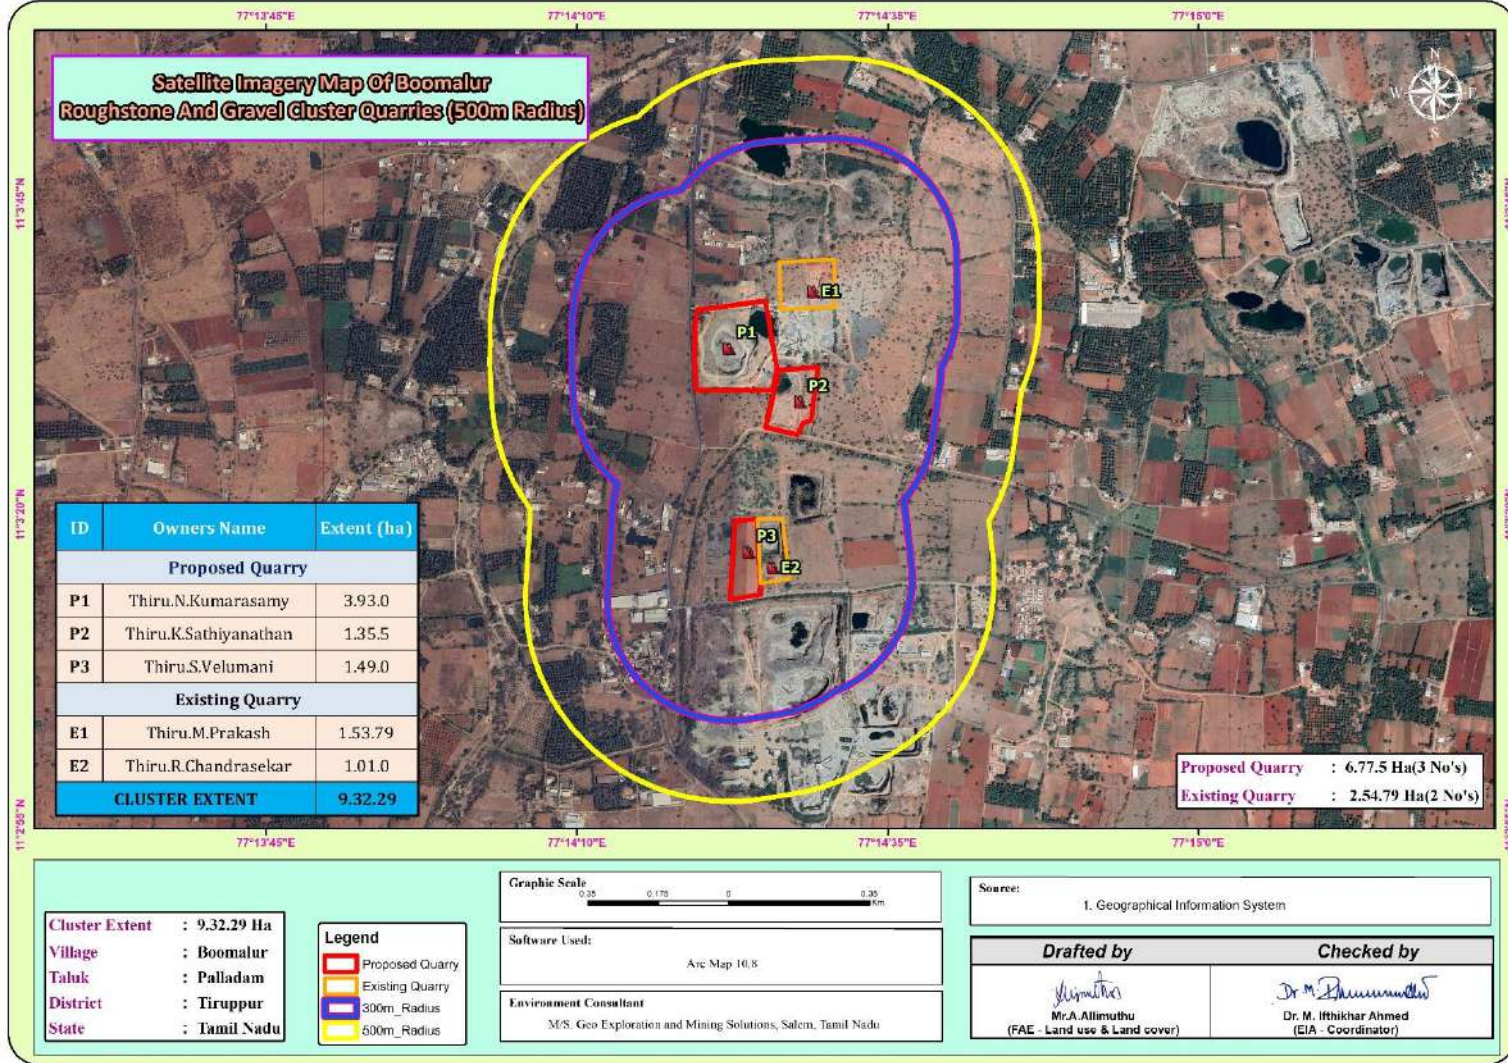 77°13'45"E 77°14'10"E 77°14'35"E 77°15'0"E
Satellite Imagery Map Of Boomalur
Roughstone And Gravel Cluster Quarries (500m Radius)
N
W E
S
11°3'45"N
E1
P1
P2
11°3'20"N
P3
E2
ID Owners Name Extent (ha)
Proposed Quarry
P1 Thiru.N.Kumarasamy 3.93.0
P2 Thiru.K.Sathiyanathan 1.35.5
P3 Thiru.S.Velumani 1.49.0
Existing Quarry
E1 Thiru.M.Prakash 1.53.79
E2 Thiru.R.Chandrasekar 1.01.0
CLUSTER EXTENT 9.32.29
Proposed Quarry : 6.77.5 Ha(3 No's)
Existing Quarry : 2.54.79 Ha(2 No's)
11°2'55"N
77°13'45"E 77°14'10"E 77°14'35"E 77°15'0"E
Cluster Extent : 9.32.29 Ha
Village : Boomalur
Taluk : Palladam
District : Tiruppur
State : Tamil Nadu
Legend
Proposed Quarry
Existing Quarry
300m_Radius
500m_Radius
Graphic Scale
0.35 0.175 0 0.35
Km
Software Used:
Arc Map 10.8
Environment Consultant
M/S. Geo Exploration and Mining Solutions, Salem, Tamil Nadu
Source:
1. Geographical Information System
Drafted by Checked by
Mr.A.Allimuthu
(FAE - Land use & Land cover)
Dr. M. Ifthikhar Ahmed
(EIA - Coordinator)